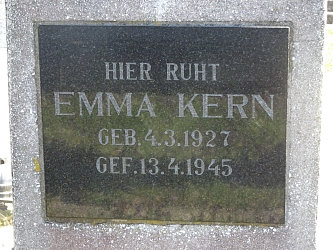 HIER RUHT
EMMA KERN
GEB. 4.3.1927
GEF. 13.4.1945